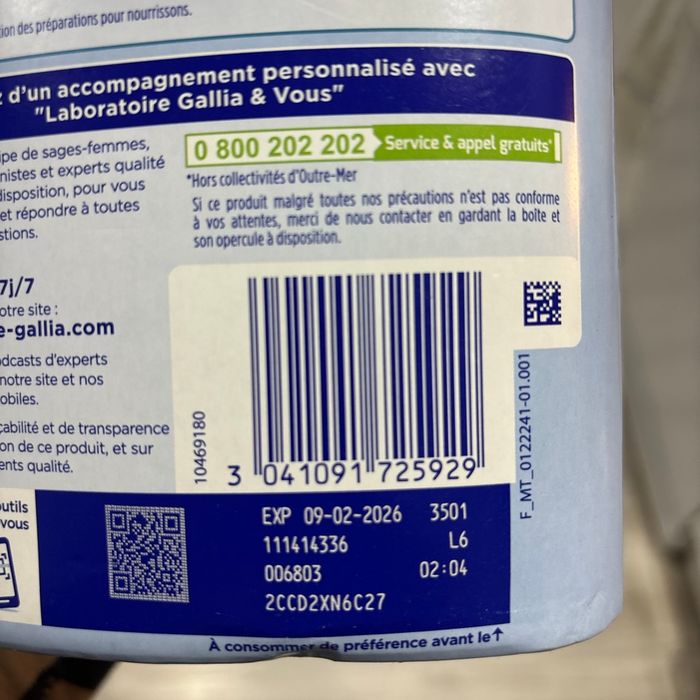 ion des préparations pour nourrissons.
d'un accompagnement personnalisé avec
"Laboratoire Gallia & Vous"
ipe de sages-femmes,
nistes et experts qualité
disposition, pour vous
et répondre à toutes
stions.
0 800 202 202 Service & appel gratuits*
*Hors collectivités d'Outre-Mer
Si ce produit malgré toutes nos précautions n'est pas conforme
à vos attentes, merci de nous contacter en gardant la boîte et
son opercule à disposition.
7j/7
otre site :
e-gallia.com
odcasts d'experts
notre site et nos
obiles.
çabilité et de transparence
on de ce produit, et sur
ents qualité.
outils
vous
10469180
3 041091 725929
F_MT_0122241-01.001
EXP 09-02-2026 3501
111414336 L6
006803 02:04
2CCD2XN6C27
À consommer de préférence avant le↑